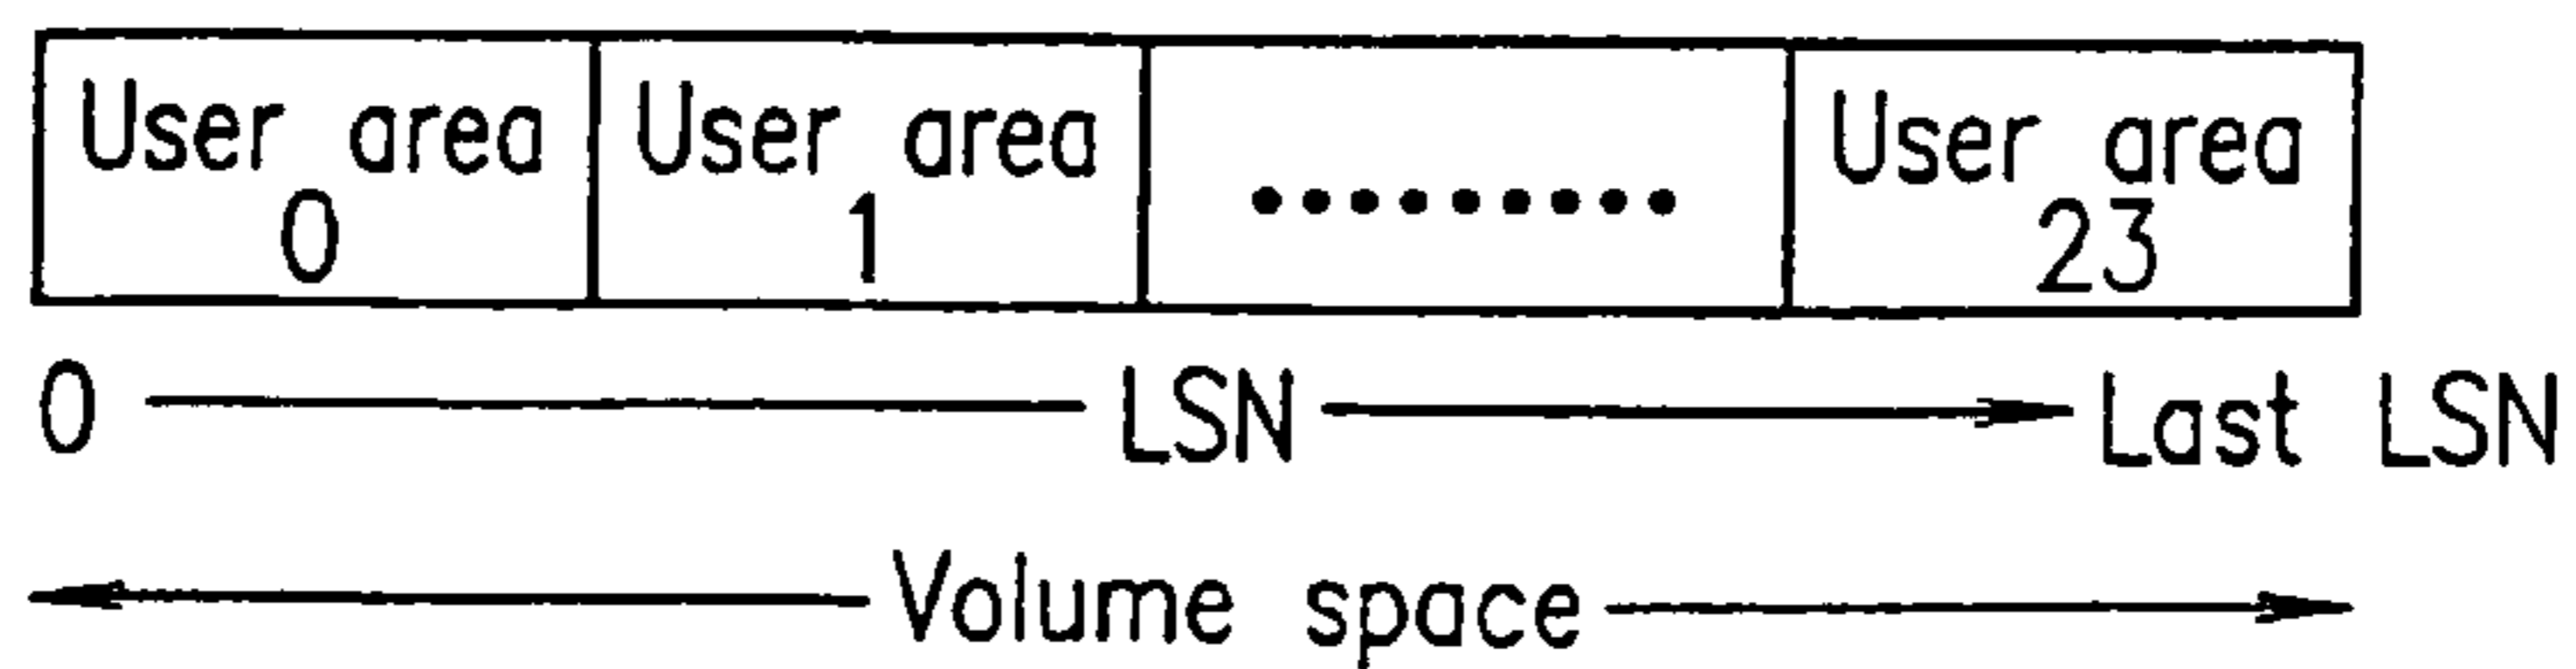 User area User area User area
0 1 ......... 23
0 LSN Last LSN
Volume space